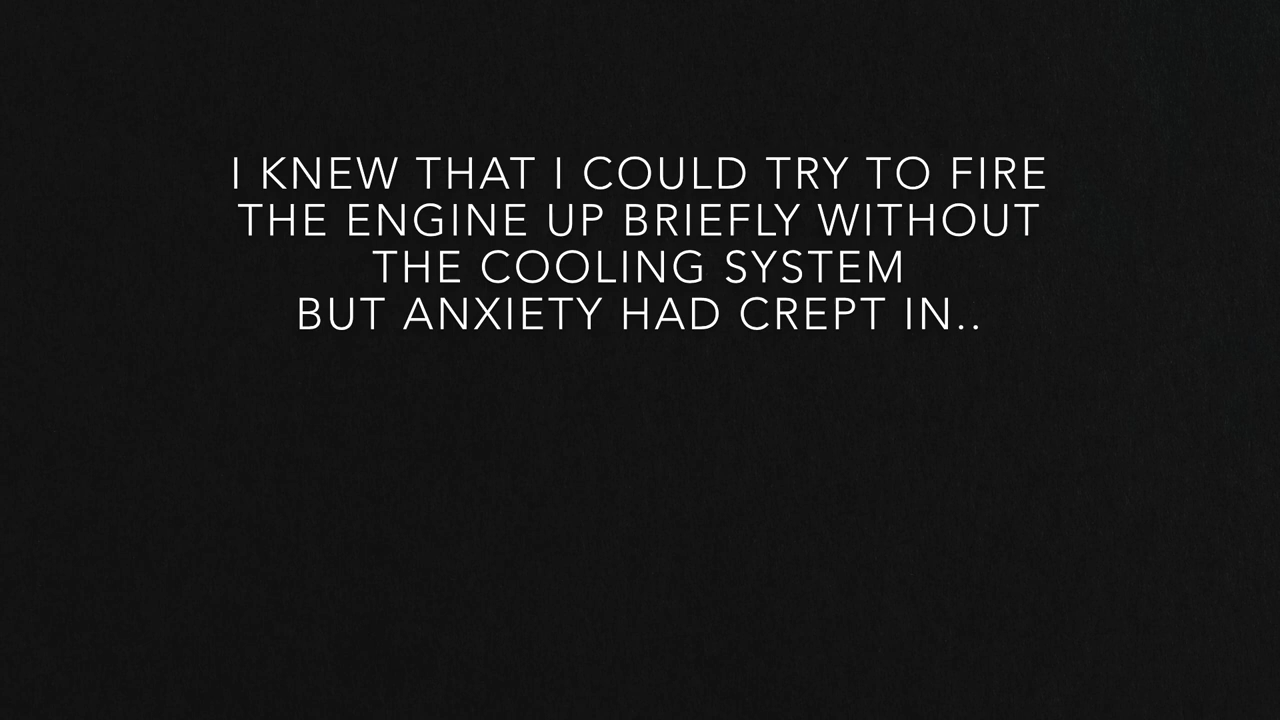 I KNEW THAT I COULD TRY TO FIRE
THE ENGINE UP BRIEFLY WITHOUT
THE COOLING SYSTEM
BUT ANXIETY HAD CREPT IN..